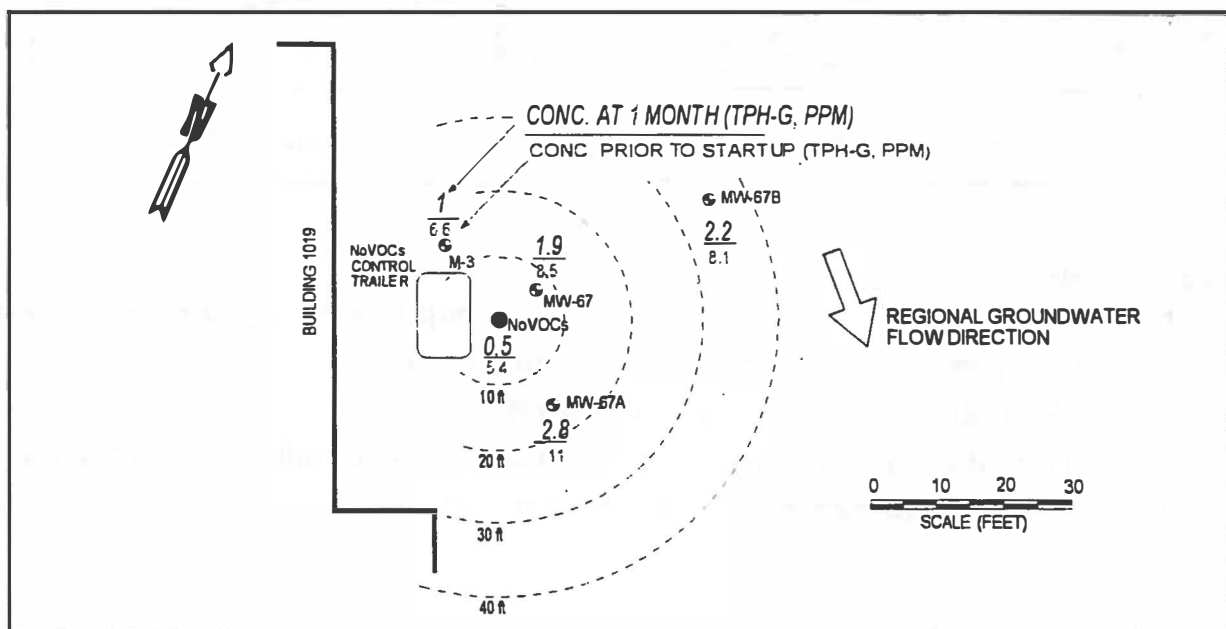 CONC. AT 1 MONTH (TPH-G, PPM)
CONC PRIOR TO STARTUP (TPH-G, PPM)
MW-67B
2.2
8.1
1
6.6
M-3
NoVOCs
CONTROL
TRAILER
BUILDING 1019
1.9
8.5
MW-67
NoVOCs
0.5
5.4
10 ft
MW-67A
2.8
11
20 ft
30 ft
40 ft
REGIONAL GROUNDWATER
FLOW DIRECTION
0 10 20 30
SCALE (FEET)